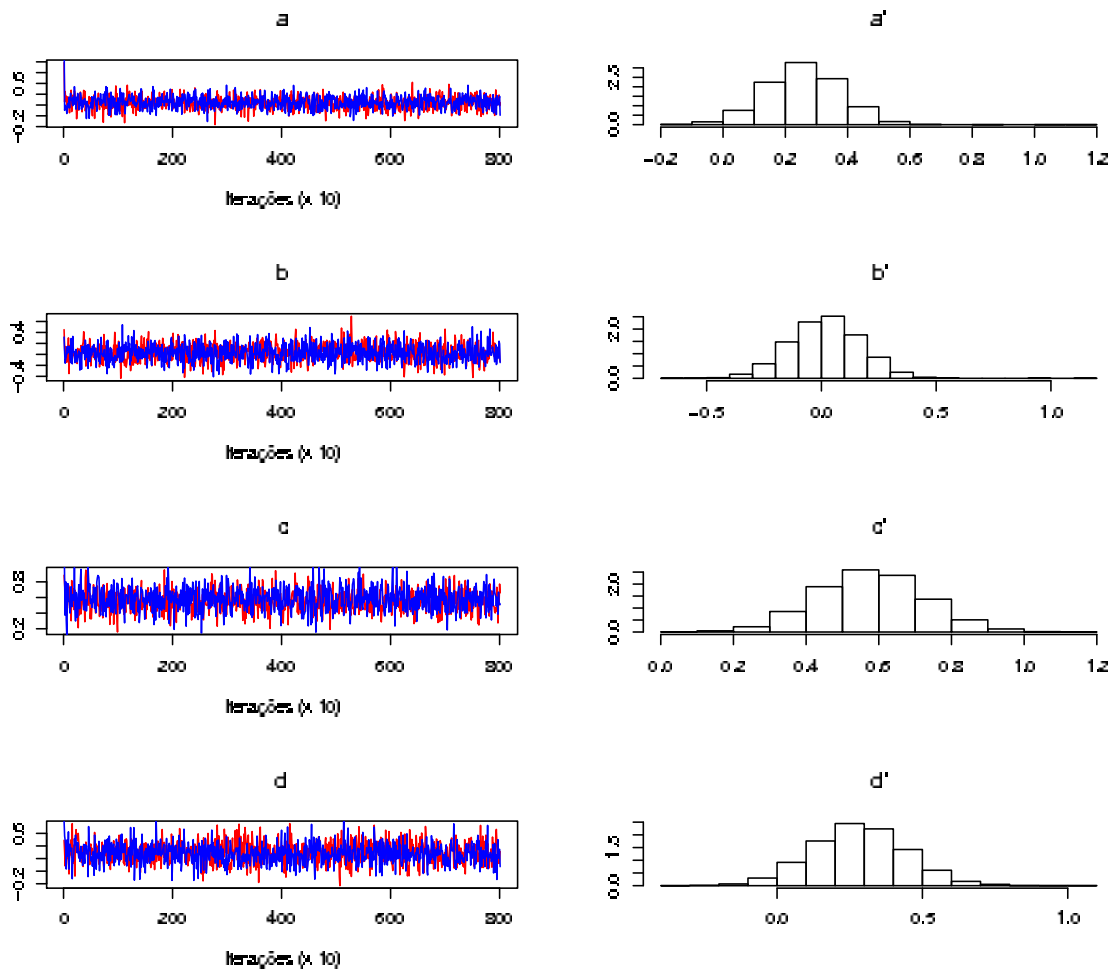 a
0.6
−0.2
0 200 400 600 800
Iterações (x 10)
a'
2.5
0.0
−0.2 0.0 0.2 0.4 0.6 0.8 1.0 1.2
b
0.4
−0.4
0 200 400 600 800
Iterações (x 10)
b'
2.0
0.0
−0.5 0.0 0.5 1.0
c
0.8
0.2
0 200 400 600 800
Iterações (x 10)
c'
2.0
0.0
0.0 0.2 0.4 0.6 0.8 1.0 1.2
d
0.6
−0.2
0 200 400 600 800
Iterações (x 10)
d'
1.5
0.0
0.0 0.5 1.0